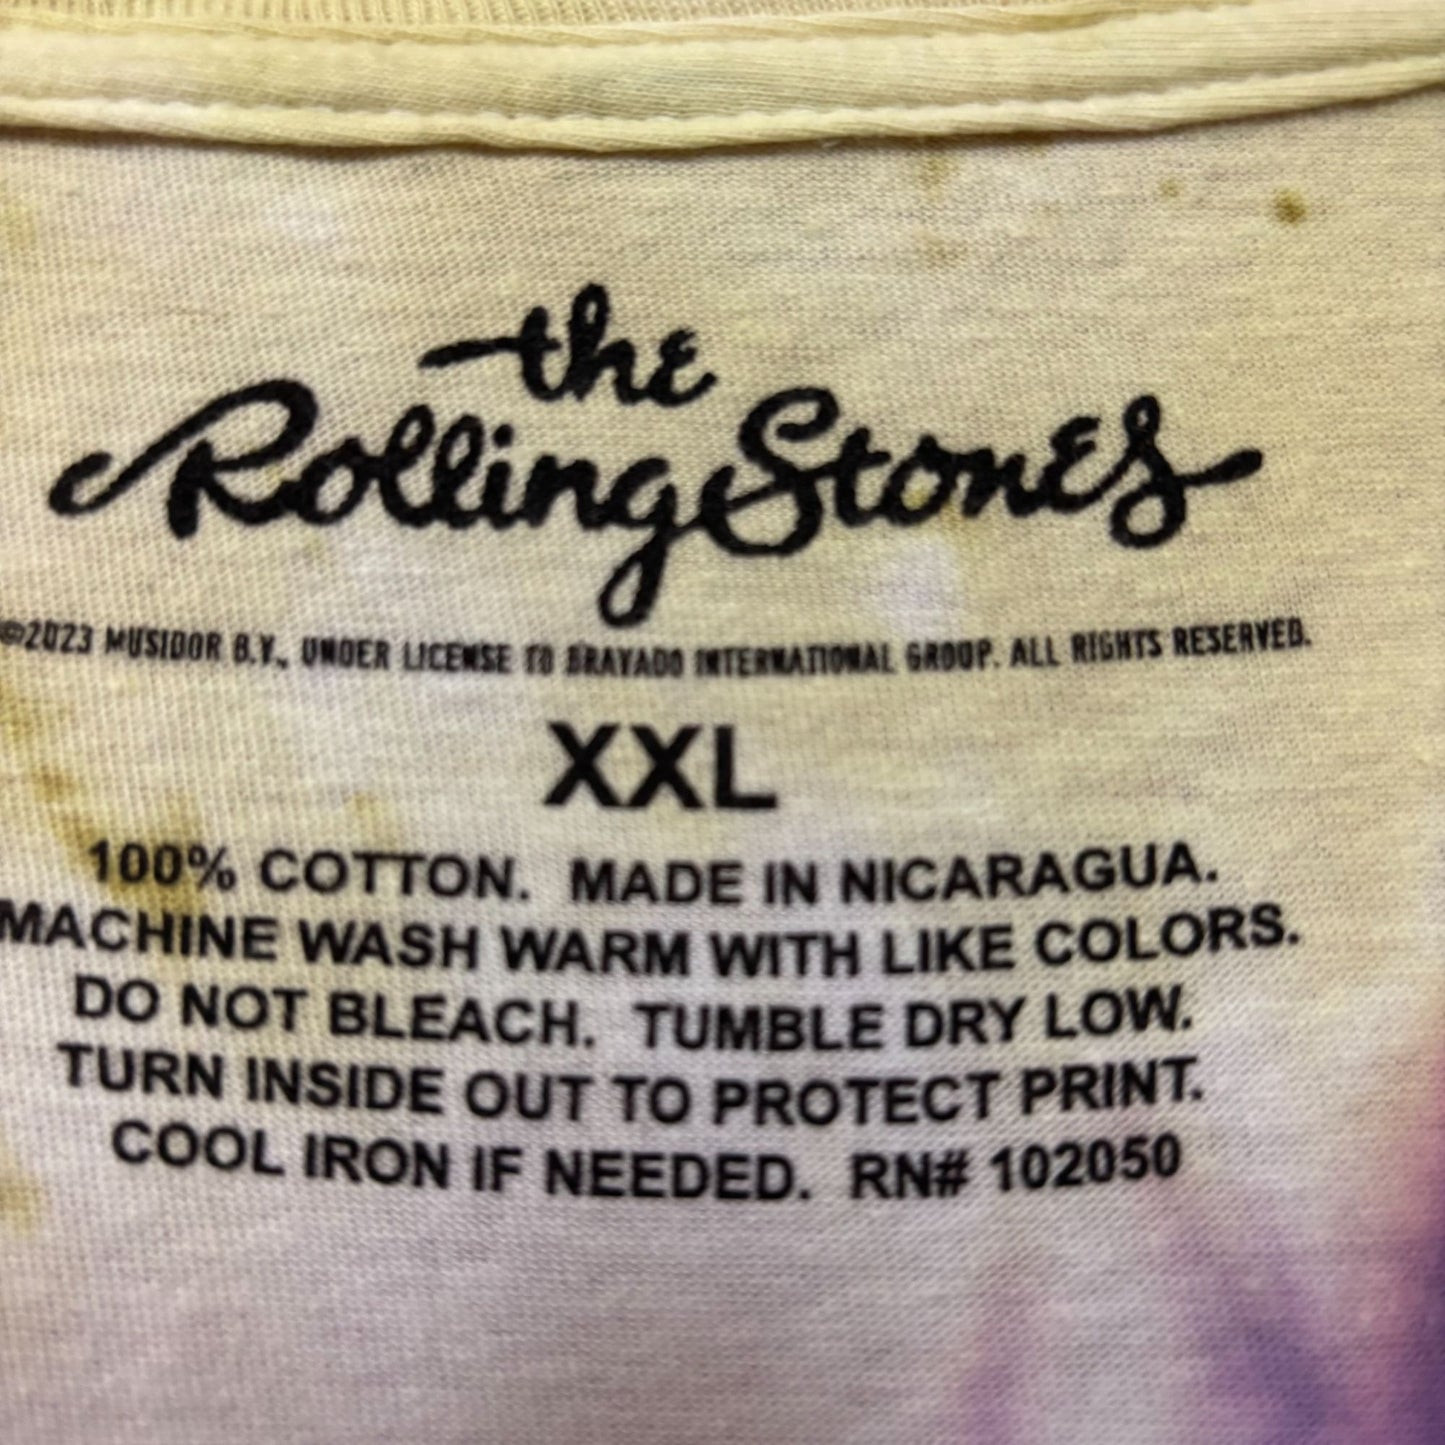 the
Rolling Stones
©2023 MUSIDOR B.V., UNDER LICENSE TO BRAVADO INTERNATIONAL GROUP. ALL RIGHTS RESERVED.
XXL
100% COTTON. MADE IN NICARAGUA.
MACHINE WASH WARM WITH LIKE COLORS.
DO NOT BLEACH. TUMBLE DRY LOW.
TURN INSIDE OUT TO PROTECT PRINT.
COOL IRON IF NEEDED. RN# 102050